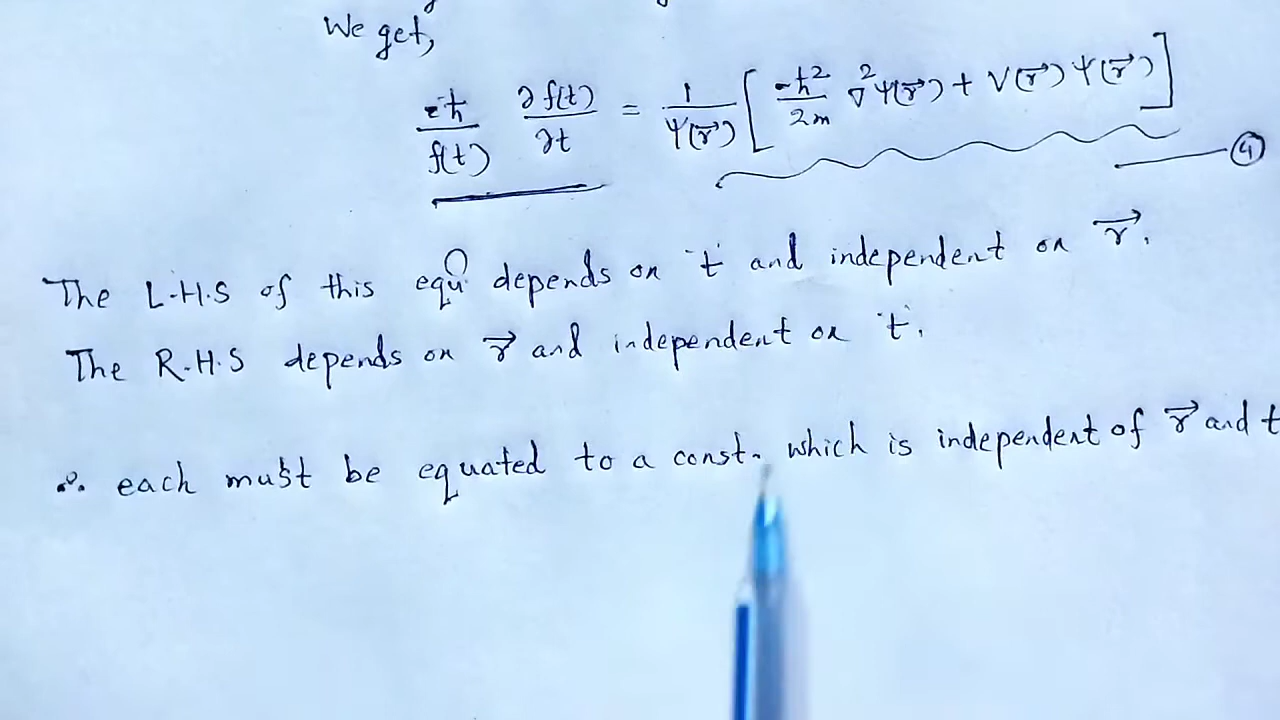 We get,
iħ/f(t) ∂f(t)/∂t = 1/Ψ(r⃗) [ -ħ²/2m ∇²Ψ(r⃗) + V(r⃗) Ψ(r⃗) ] — ④
The L.H.S of this equ. depends on 't' and independent on r⃗.
The R.H.S depends on r⃗ and independent on 't'.
∴ each must be equated to a const. which is independent of r⃗ and t